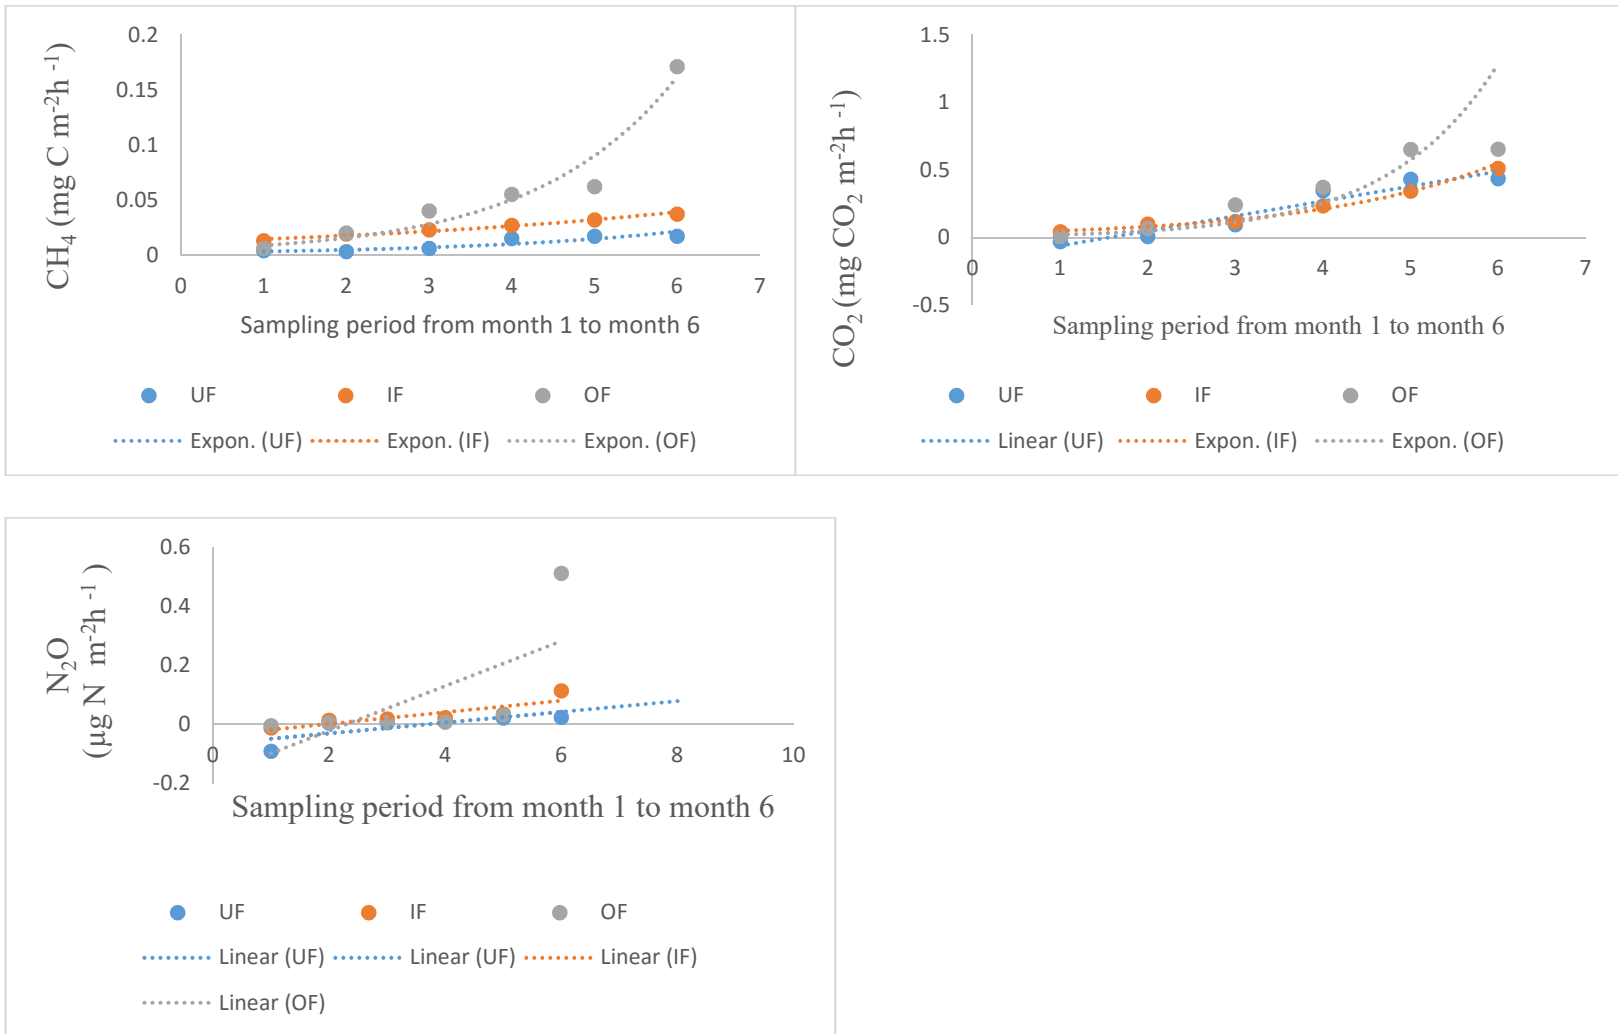 CH4 (mg C m-2h -1)
0.2
0.15
0.1
0.05
0
0 1 2 3 4 5 6 7
Sampling period from month 1 to month 6
UF IF OF
Expon. (UF) Expon. (IF) Expon. (OF)
CO2 (mg CO2 m-2h -1)
1.5
1
0.5
0
-0.5
0 1 2 3 4 5 6 7
Sampling period from month 1 to month 6
UF IF OF
Linear (UF) Expon. (IF) Expon. (OF)
N2O
(µg N m-2h -1 )
0.6
0.4
0.2
0
-0.2
0 2 4 6 8 10
Sampling period from month 1 to month 6
UF IF OF
Linear (UF) Linear (UF) Linear (IF)
Linear (OF)